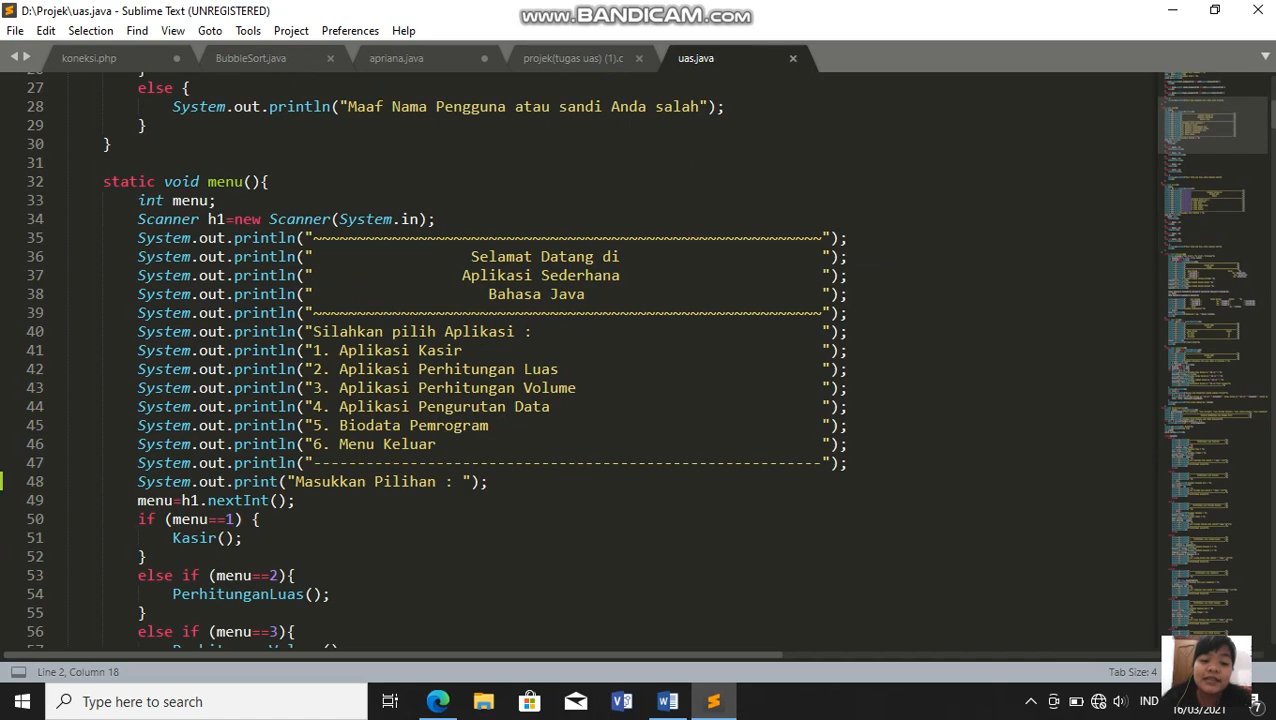 D:\Projek\uas.java - Sublime Text (UNREGISTERED)
www.BANDICAM.com
File Edit Selection Find View Goto Tools Project Preferences Help
koneksi.php BubbleSort.java apriana.java projek(tugas uas) (1).c uas.java
27 else {
28 System.out.println("Maaf Nama Pengguna atau sandi Anda salah");
29 }
30 }
31
32 static void menu(){
33 int menu;
34 Scanner h1=new Scanner(System.in);
35 System.out.println("~~~~~~~~~~~~~~~~~~~~~~~~~~~~~~~~~~~~~~~~~~~~~~~~~~~~~~~~~~");
36 System.out.println(" Selamat Datang di ");
37 System.out.println(" Aplikasi Sederhana ");
38 System.out.println(" Bahasa Java ");
39 System.out.println("~~~~~~~~~~~~~~~~~~~~~~~~~~~~~~~~~~~~~~~~~~~~~~~~~~~~~~~~~~");
40 System.out.println("Silahkan pilih Aplikasi : ");
41 System.out.println("1. Aplikasi Kasir ");
42 System.out.println("2. Aplikasi Perhitungan Luas ");
43 System.out.println("3. Aplikasi Perhitungan Volume ");
44 System.out.println("4. Aplikasi Pengurutan Data ");
45 System.out.println("5. Biodata Pemrogram ");
46 System.out.println("6. Menu Keluar ");
47 System.out.println("----------------------------------------------------------");
48 System.out.print("Masukkan Pilihan : ");
49 menu=h1.nextInt();
50 if (menu==1) {
51 Kasir();
52 }
53 else if (menu==2){
54 PerhitunganLuas();
55 }
56 else if (menu==3){
Line 2, Column 18 Tab Size: 4
Type here to search
IND
16/03/2021
7